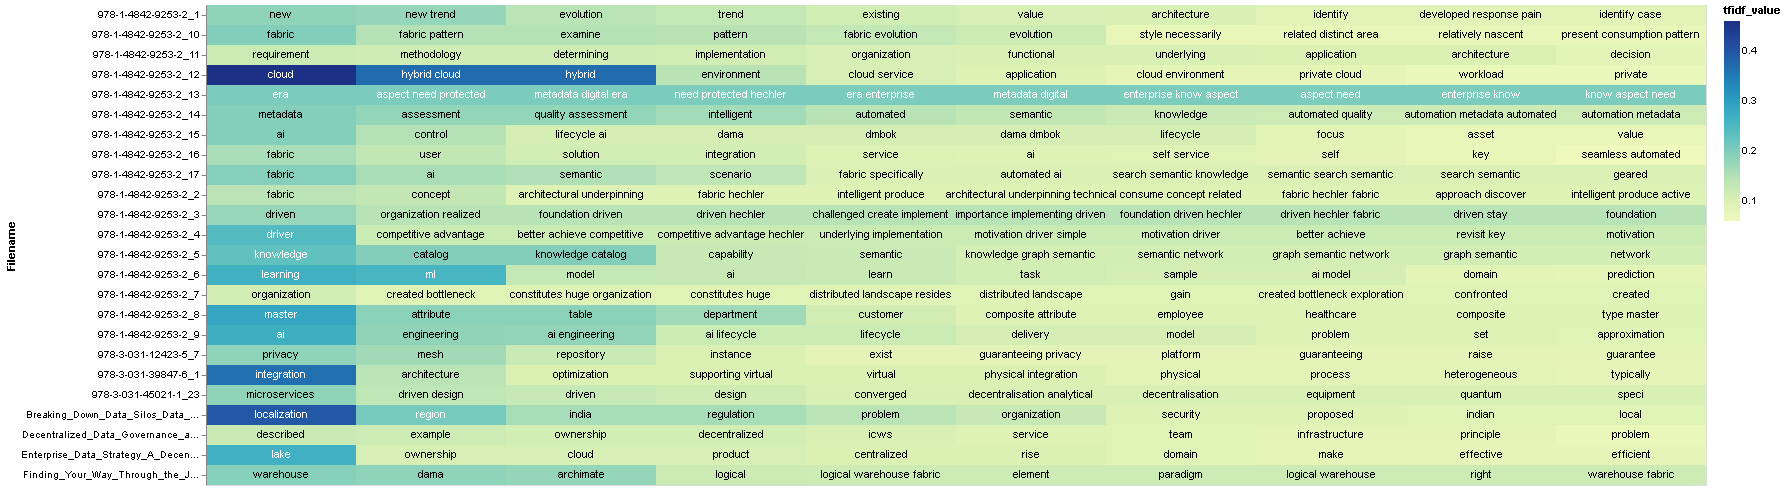 tfidf_value
978-1-4842-9253-2_1 new new trend evolution trend existing value architecture identify developed response pain identify case
978-1-4842-9253-2_10 fabric fabric pattern examine pattern fabric evolution evolution style necessarily related distinct area relatively nascent present consumption pattern
978-1-4842-9253-2_11 requirement methodology determining implementation organization functional underlying application architecture decision
0.4
978-1-4842-9253-2_12 cloud hybrid cloud hybrid environment cloud service application cloud environment private cloud workload private
978-1-4842-9253-2_13 era aspect need protected metadata digital era need protected hechler era enterprise metadata digital enterprise know aspect aspect need enterprise know know aspect need
0.3
978-1-4842-9253-2_14 metadata assessment quality assessment intelligent automated semantic knowledge automated quality automation metadata automated automation metadata
978-1-4842-9253-2_15 ai control lifecycle ai dama dmbok dama dmbok lifecycle focus asset value
0.2
978-1-4842-9253-2_16 fabric user solution integration service ai self service self key seamless automated
978-1-4842-9253-2_17 fabric ai semantic scenario fabric specifically automated ai search semantic knowledge semantic search semantic search semantic geared
978-1-4842-9253-2_2 fabric concept architectural underpinning fabric hechler intelligent produce architectural underpinning technical consume concept related fabric hechler fabric approach discover intelligent produce active
0.1
978-1-4842-9253-2_3 driven organization realized foundation driven driven hechler challenged create implement importance implementing driven foundation driven hechler driven hechler fabric driven stay foundation
978-1-4842-9253-2_4 driver competitive advantage better achieve competitive competitive advantage hechler underlying implementation motivation driver simple motivation driver better achieve revisit key motivation
Filename
978-1-4842-9253-2_5 knowledge catalog knowledge catalog capability semantic knowledge graph semantic semantic network graph semantic network graph semantic network
978-1-4842-9253-2_6 learning ml model ai learn task sample ai model domain prediction
978-1-4842-9253-2_7 organization created bottleneck constitutes huge organization constitutes huge distributed landscape resides distributed landscape gain created bottleneck exploration confronted created
978-1-4842-9253-2_8 master attribute table department customer composite attribute employee healthcare composite type master
978-1-4842-9253-2_9 ai engineering ai engineering ai lifecycle lifecycle delivery model problem set approximation
978-3-031-12423-5_7 privacy mesh repository instance exist guaranteeing privacy platform guaranteeing raise guarantee
978-3-031-39847-6_1 integration architecture optimization supporting virtual virtual physical integration physical process heterogeneous typically
978-3-031-45021-1_23 microservices driven design driven design converged decentralisation analytical decentralisation equipment quantum speci
Breaking_Down_Data_Silos_Data_... localization region india regulation problem organization security proposed indian local
Decentralized_Data_Governance_a... described example ownership decentralized icws service team infrastructure principle problem
Enterprise_Data_Strategy_A_Decen... lake ownership cloud product centralized rise domain make effective efficient
Finding_Your_Way_Through_the_J... warehouse dama archimate logical logical warehouse fabric element paradigm logical warehouse right warehouse fabric